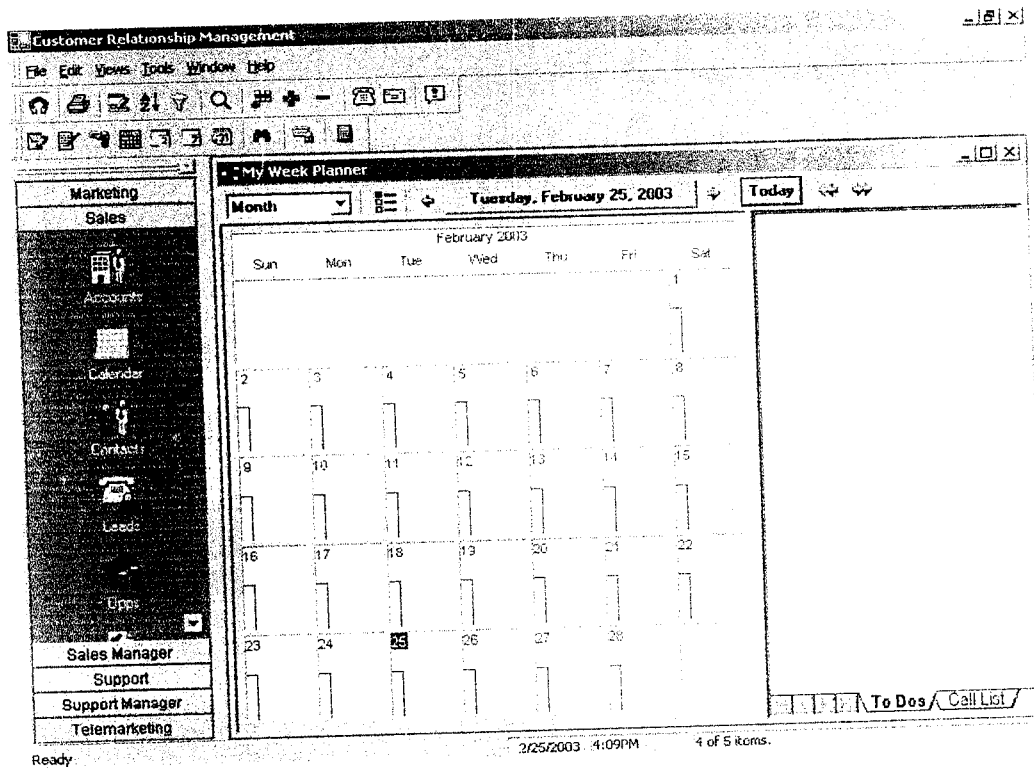 Customer Relationship Management
File Edit Views Tools Window Help
My Week Planner
Month
Tuesday, February 25, 2003
Today
Marketing
Sales
Accounts
Calendar
Contacts
Leads
Opps
Sales Manager
Support
Support Manager
Telemarketing
February 2003
Sun Mon Tue Wed Thu Fri Sat
1
2 3 4 5 6 7 8
9 10 11 12 13 14 15
16 17 18 19 20 21 22
23 24 25 26 27 28
To Dos Call List
Ready
2/25/2003 4:09PM 4 of 5 items.